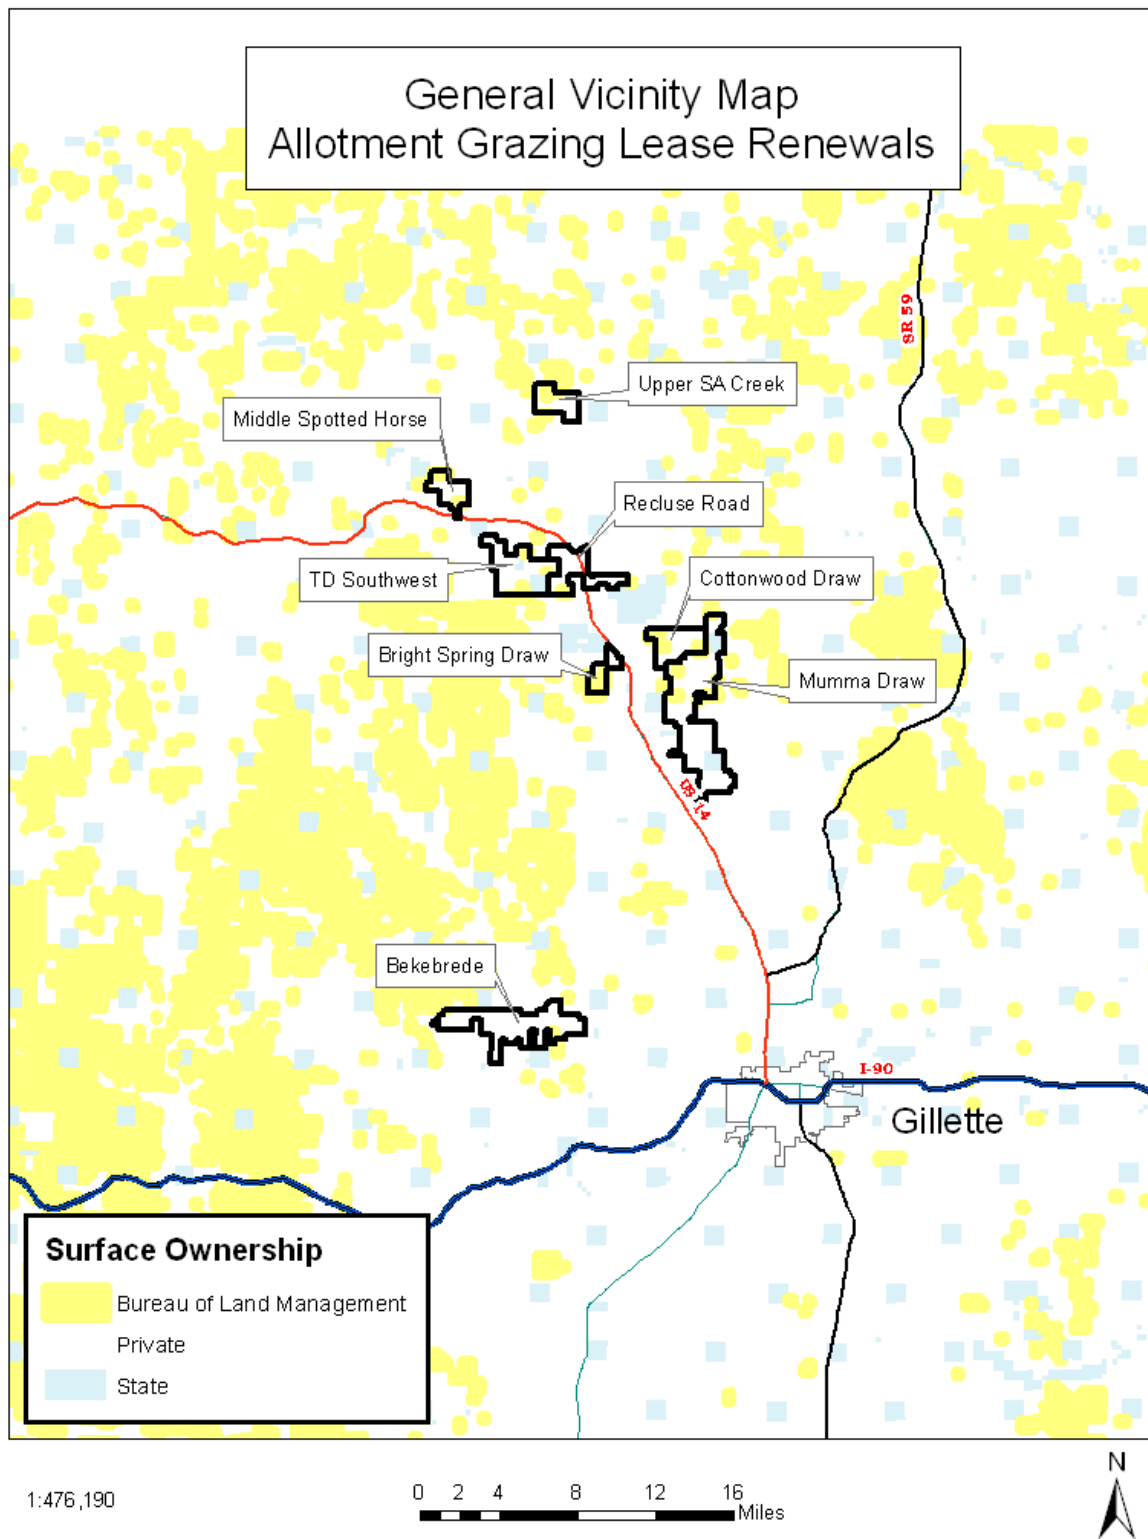 General Vicinity Map
Allotment Grazing Lease Renewals
SR 59
Upper SA Creek
Middle Spotted Horse
Recluse Road
TD Southwest
Cottonwood Draw
Bright Spring Draw
Mumma Draw
US 14
Bekebrede
I-90
Gillette
Surface Ownership
Bureau of Land Management
Private
State
N
1:476,190
0 2 4 8 12 16
Miles